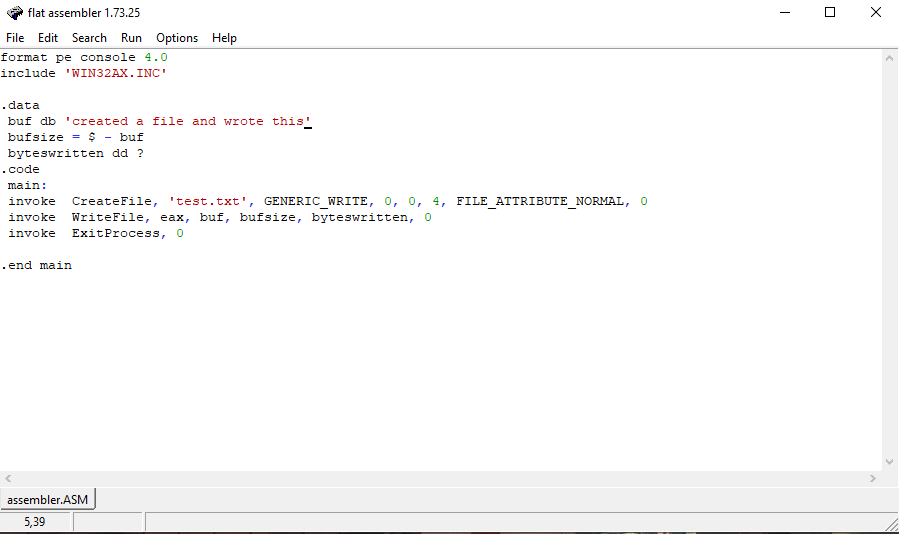 flat assembler 1.73.25
File Edit Search Run Options Help
format pe console 4.0
include 'WIN32AX.INC'
.data
buf db 'created a file and wrote this'
bufsize = $ - buf
byteswritten dd ?
.code
main:
invoke CreateFile, 'test.txt', GENERIC_WRITE, 0, 0, 4, FILE_ATTRIBUTE_NORMAL, 0
invoke WriteFile, eax, buf, bufsize, byteswritten, 0
invoke ExitProcess, 0
.end main
assembler.ASM
5,39